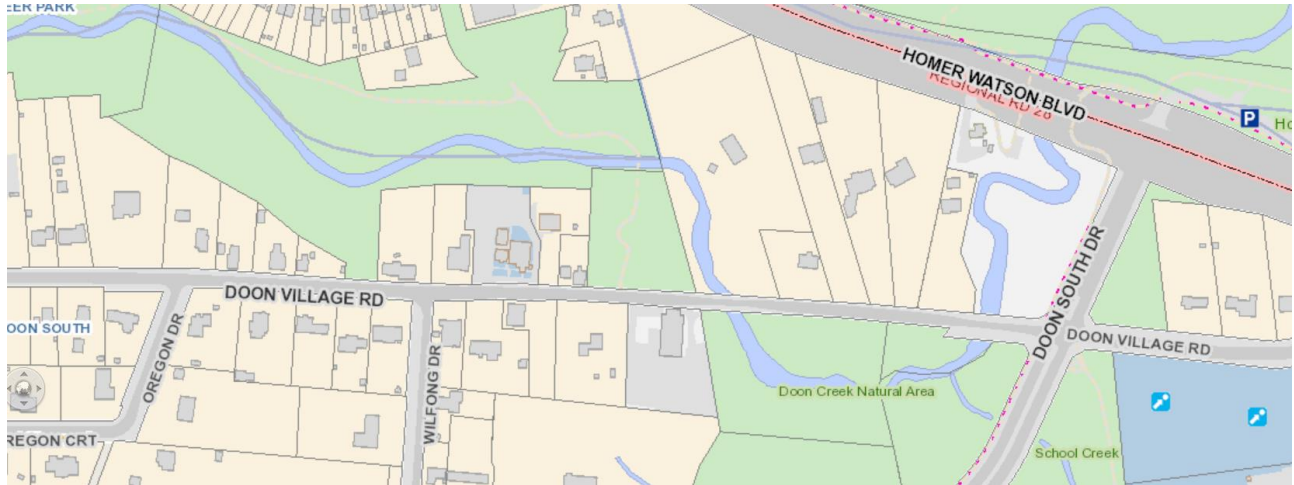 EER PARK
HOMER WATSON BLVD
REGIONAL RD 28
P
Ho
DOON VILLAGE RD
DOON SOUTH DR
OON SOUTH
OREGON DR
WILFONG DR
DOON VILLAGE RD
Doon Creek Natural Area
REGON CRT
School Creek